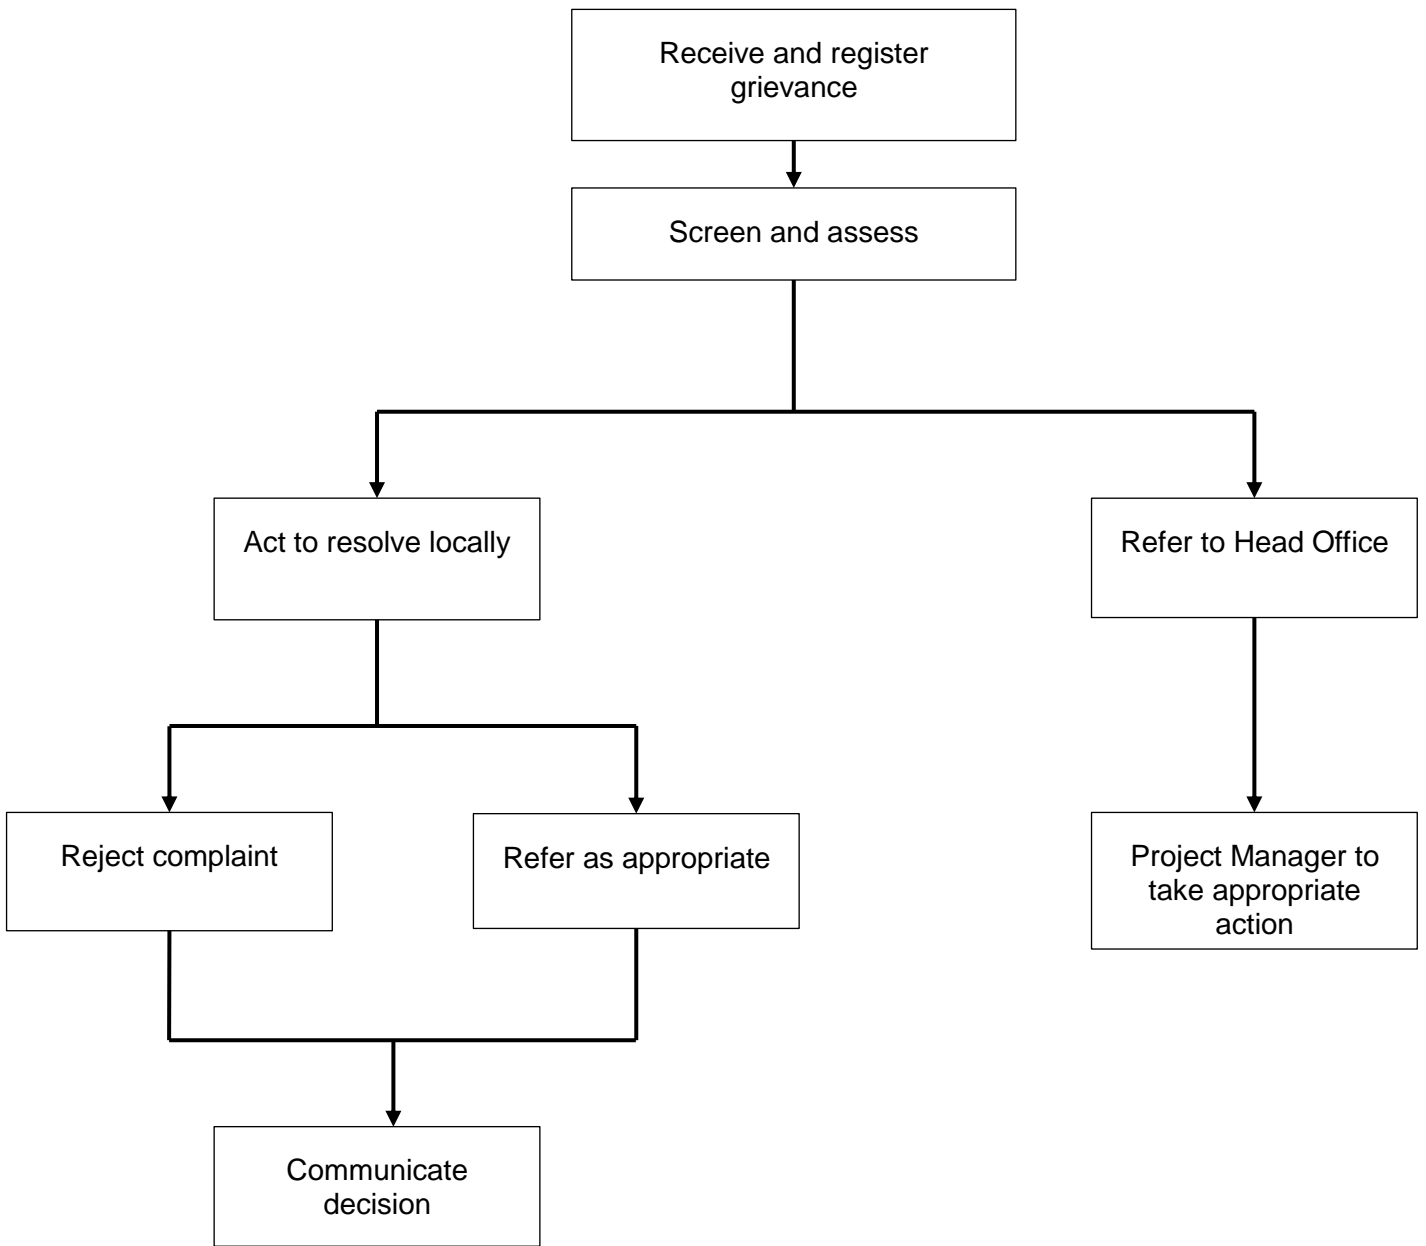 Receive and register
grievance
Screen and assess
Act to resolve locally
Refer to Head Office
Reject complaint
Refer as appropriate
Project Manager to
take appropriate
action
Communicate
decision